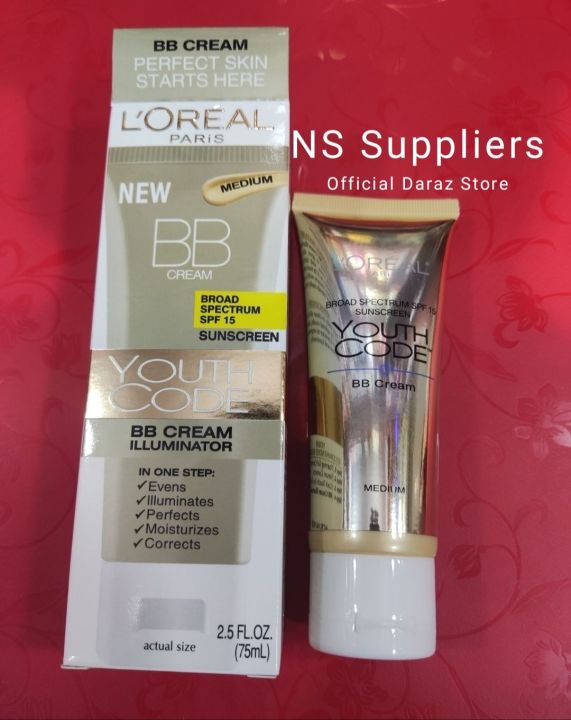 BB CREAM
PERFECT SKIN
STARTS HERE
L'ORÉAL
PARIS
NEW
MEDIUM
BB
CREAM
BROAD
SPECTRUM
SPF 15
SUNSCREEN
YOUTH
CODE
BB CREAM
ILLUMINATOR
IN ONE STEP:
✓Evens
✓Illuminates
✓Perfects
✓Moisturizes
✓Corrects
actual size
2.5 FL.OZ.
(75mL)
NS Suppliers
Official Daraz Store
L'ORÉAL
BROAD SPECTRUM SPF 15
SUNSCREEN
YOUTH
CODE
BB Cream
MEDIUM